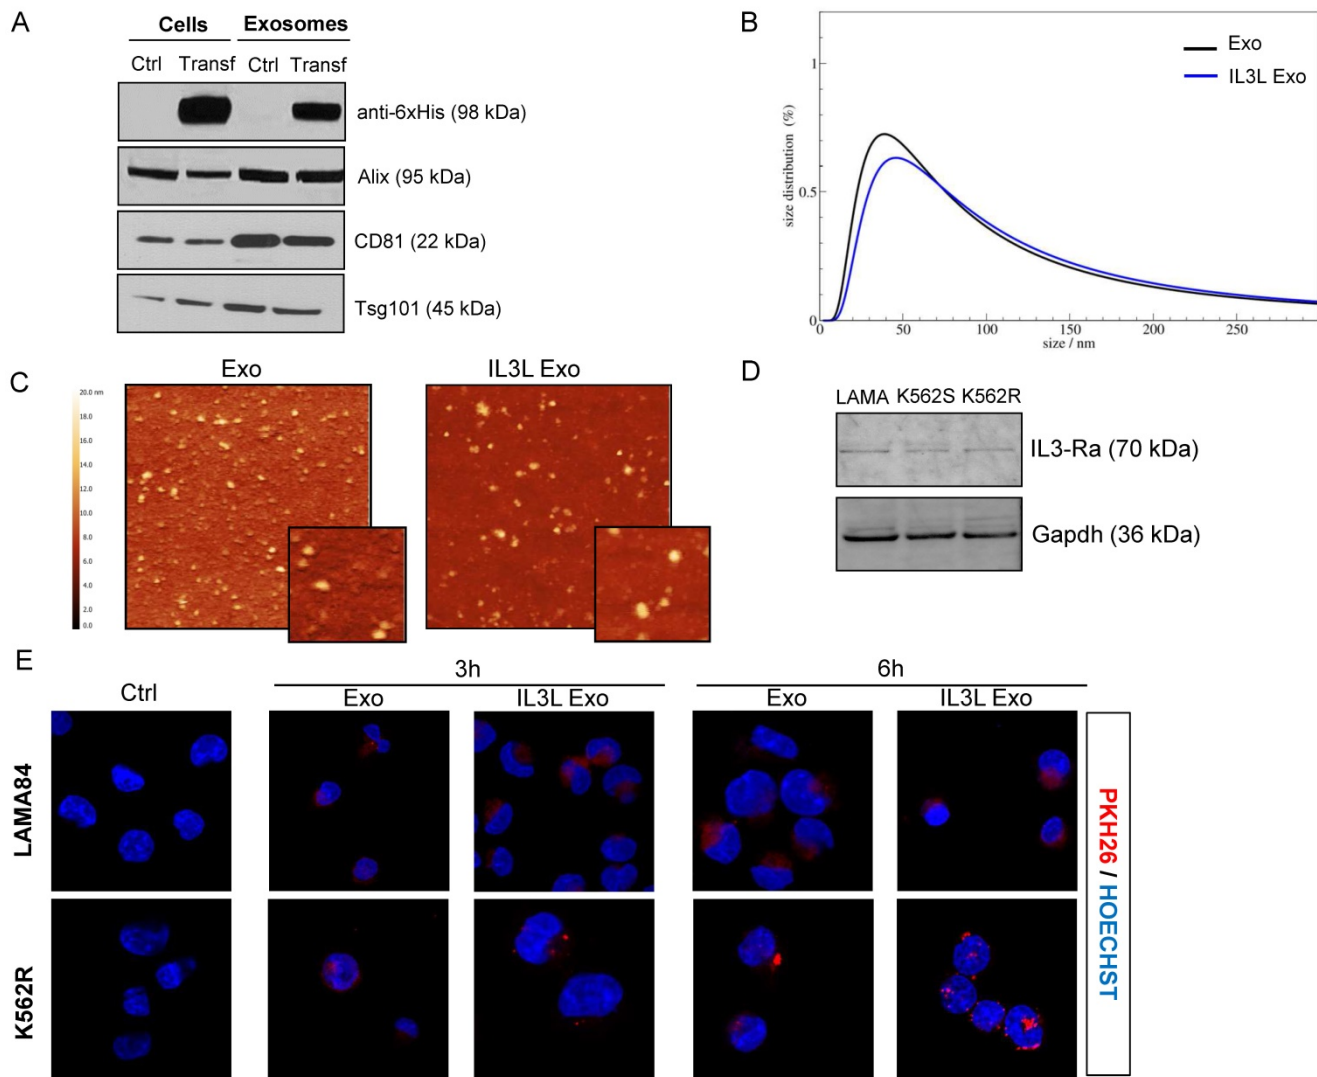 A
Cells Exosomes
Ctrl Transf Ctrl Transf
anti-6xHis (98 kDa)
Alix (95 kDa)
CD81 (22 kDa)
Tsg101 (45 kDa)
B
Exo
IL3L Exo
size distribution (%)
1
0.5
0
0 50 100 150 200 250
size / nm
C
Exo
IL3L Exo
20.0 nm
18.0
16.0
14.0
12.0
10.0
8.0
6.0
4.0
2.0
0.0
D
LAMA K562S K562R
IL3-Ra (70 kDa)
Gapdh (36 kDa)
E
3h
6h
Ctrl
Exo
IL3L Exo
Exo
IL3L Exo
LAMA84
K562R
PKH26 / HOECHST